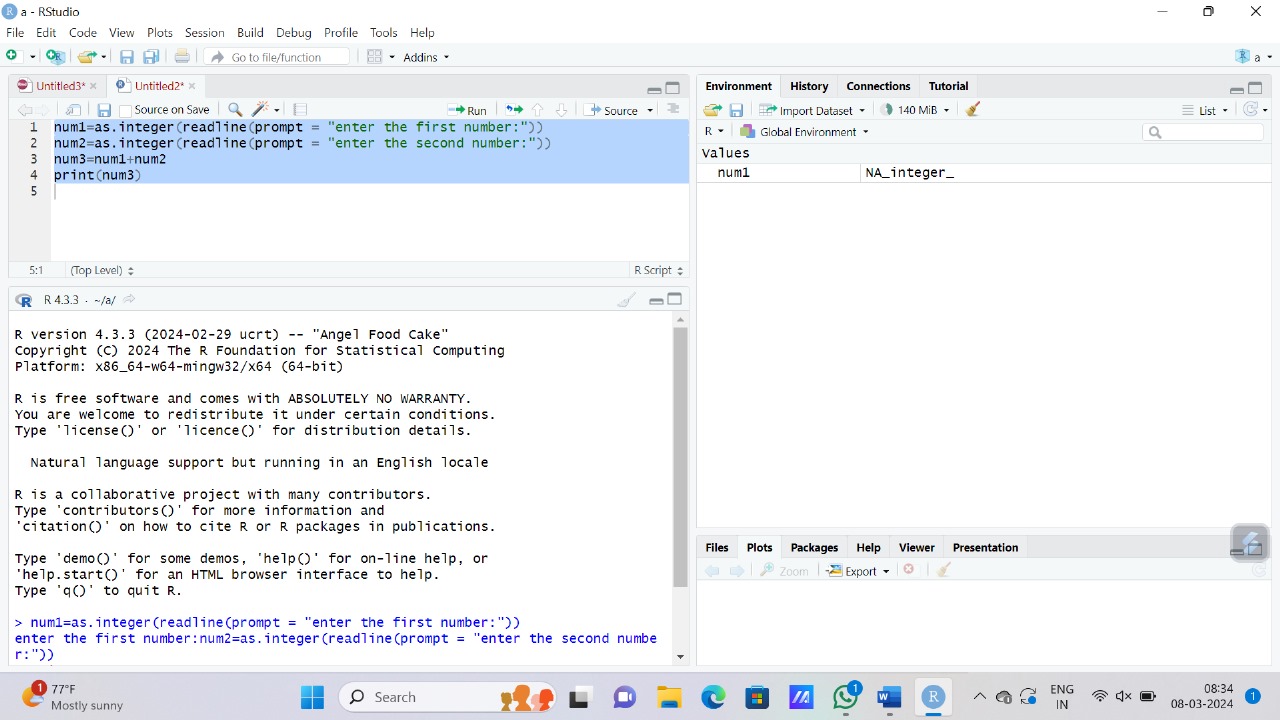 a - RStudio
File Edit Code View Plots Session Build Debug Profile Tools Help
Go to file/function Addins a
Untitled3* Untitled2*
Source on Save Run Source
1 num1=as.integer(readline(prompt = "enter the first number:"))
2 num2=as.integer(readline(prompt = "enter the second number:"))
3 num3=num1+num2
4 print(num3)
5
5:1 (Top Level) R Script
R 4.3.3 · ~/a/
R version 4.3.3 (2024-02-29 ucrt) -- "Angel Food Cake"
Copyright (C) 2024 The R Foundation for Statistical Computing
Platform: x86_64-w64-mingw32/x64 (64-bit)
R is free software and comes with ABSOLUTELY NO WARRANTY.
You are welcome to redistribute it under certain conditions.
Type 'license()' or 'licence()' for distribution details.
Natural language support but running in an English locale
R is a collaborative project with many contributors.
Type 'contributors()' for more information and
'citation()' on how to cite R or R packages in publications.
Type 'demo()' for some demos, 'help()' for on-line help, or
'help.start()' for an HTML browser interface to help.
Type 'q()' to quit R.
> num1=as.integer(readline(prompt = "enter the first number:"))
enter the first number:num2=as.integer(readline(prompt = "enter the second numbe
r:"))
Environment History Connections Tutorial
Import Dataset 140 MiB List
R Global Environment
Values
num1 NA_integer_
Files Plots Packages Help Viewer Presentation
Zoom Export
1 77°F
Mostly sunny
Search
1
ENG
IN
08:34
08-03-2024
1